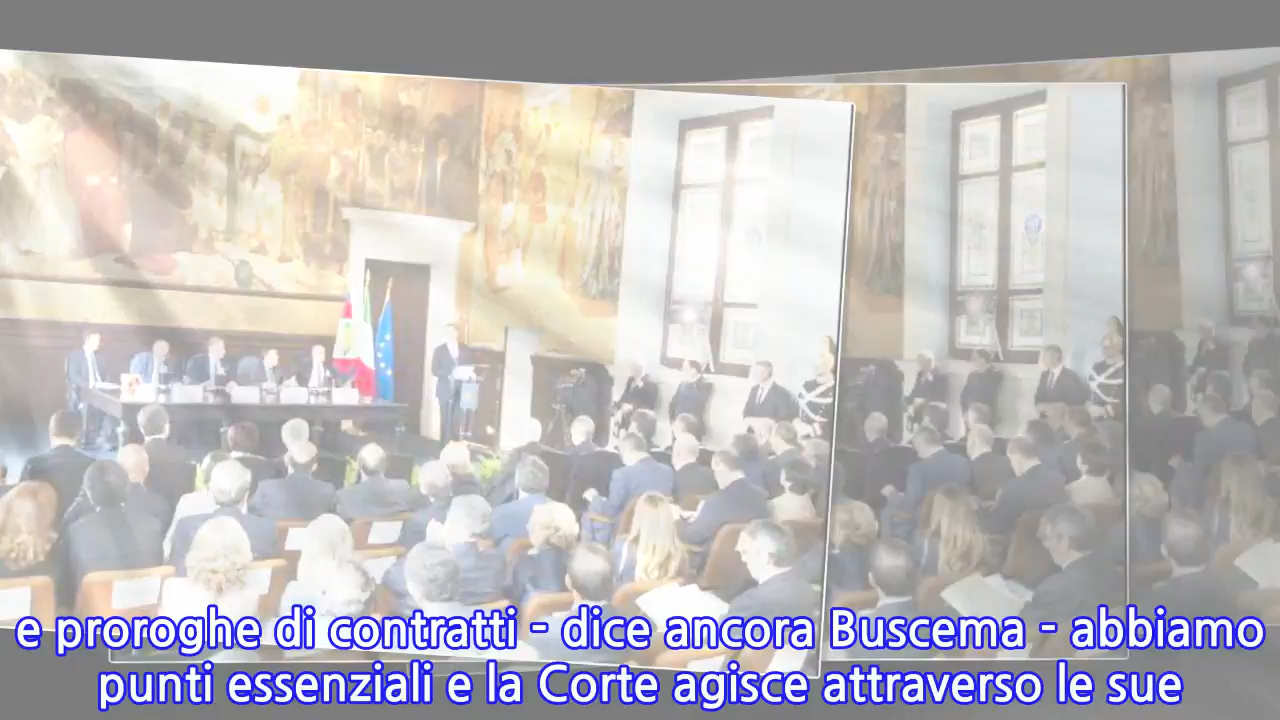 e proroghe di contratti - dice ancora Buscema - abbiamo
punti essenziali e la Corte agisce attraverso le sue